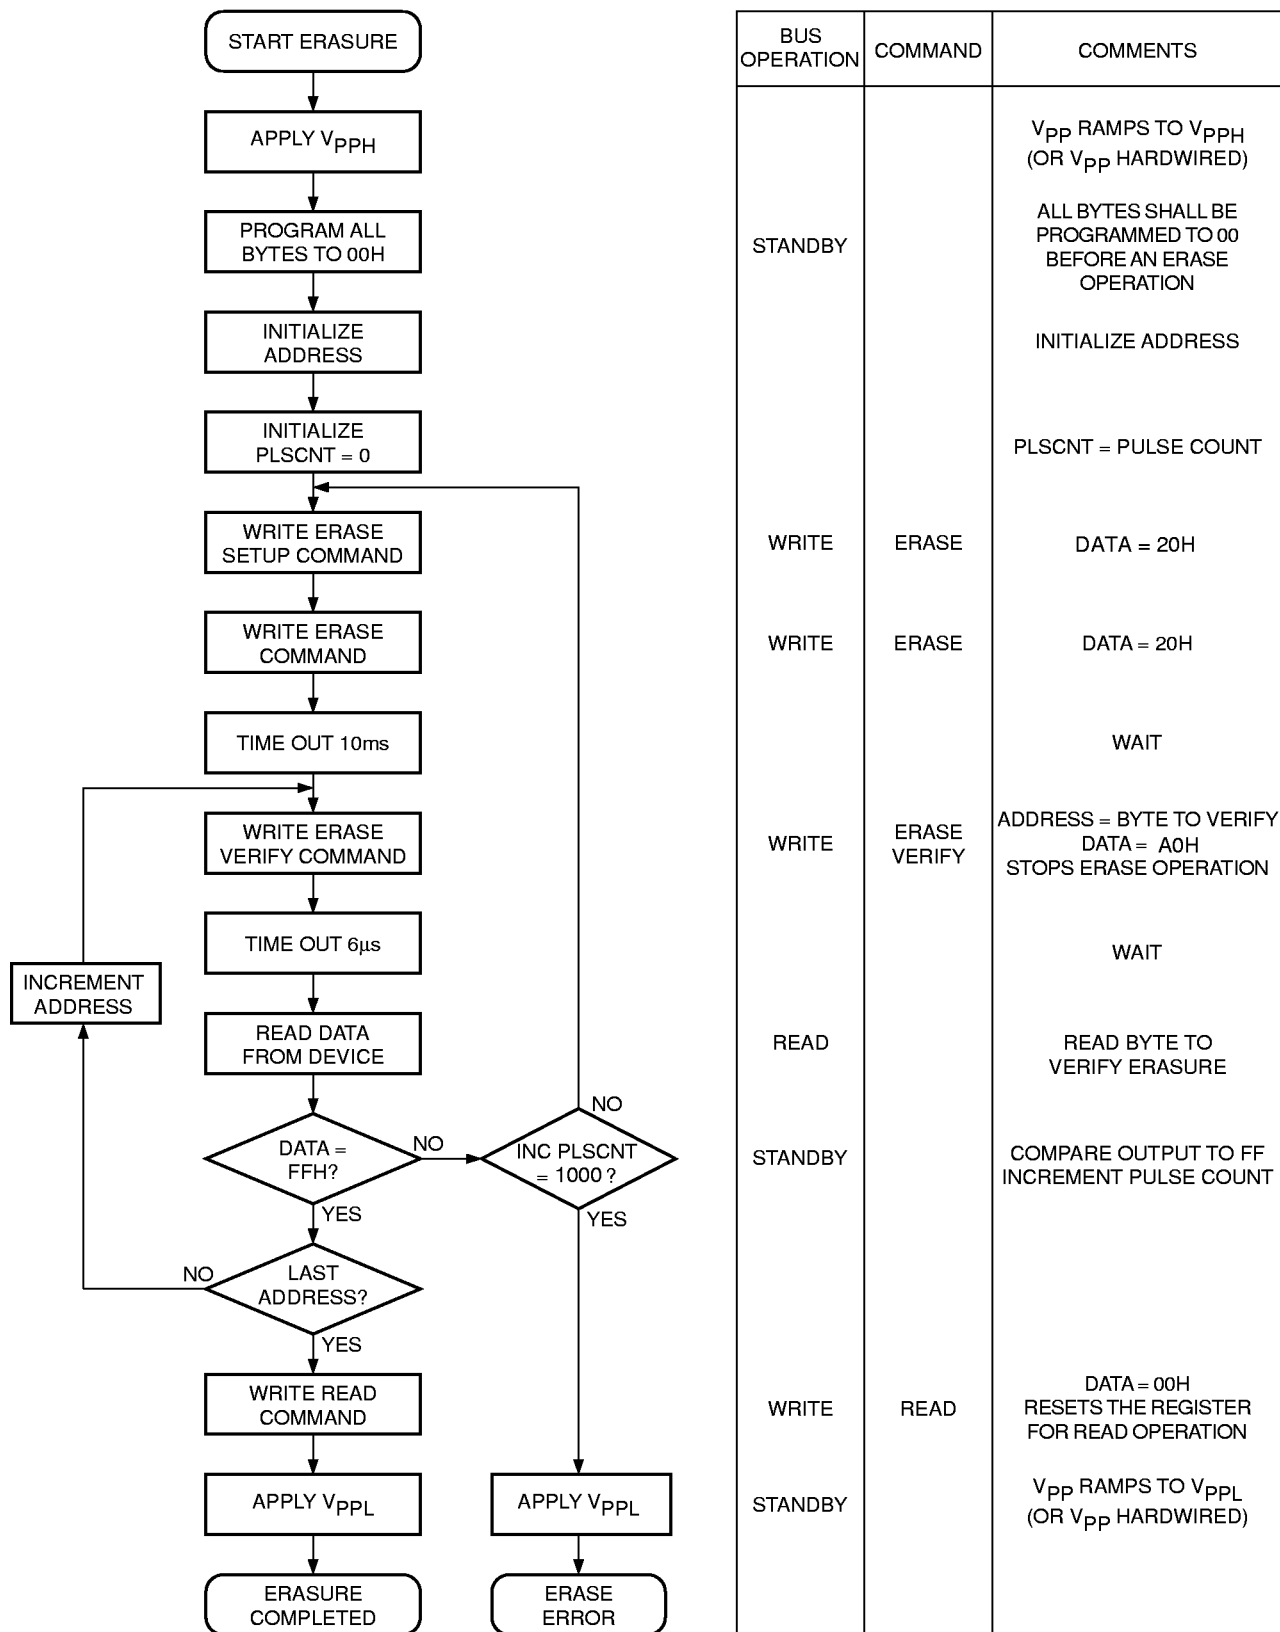 START ERASURE
APPLY VPPH
PROGRAM ALL
BYTES TO 00H
INITIALIZE
ADDRESS
INITIALIZE
PLSCNT = 0
WRITE ERASE
SETUP COMMAND
WRITE ERASE
COMMAND
TIME OUT 10ms
WRITE ERASE
VERIFY COMMAND
TIME OUT 6µs
INCREMENT
ADDRESS
READ DATA
FROM DEVICE
DATA =
FFH?
NO
YES
INC PLSCNT
= 1000 ?
NO
YES
LAST
ADDRESS?
NO
YES
WRITE READ
COMMAND
APPLY VPPL
ERASURE
COMPLETED
APPLY VPPL
ERASE
ERROR
BUS
OPERATION
COMMAND
COMMENTS
VPP RAMPS TO VPPH
(OR VPP HARDWIRED)
STANDBY
ALL BYTES SHALL BE
PROGRAMMED TO 00
BEFORE AN ERASE
OPERATION
INITIALIZE ADDRESS
PLSCNT = PULSE COUNT
WRITE
ERASE
DATA = 20H
WRITE
ERASE
DATA = 20H
WAIT
WRITE
ERASE
VERIFY
ADDRESS = BYTE TO VERIFY
DATA = A0H
STOPS ERASE OPERATION
WAIT
READ
READ BYTE TO
VERIFY ERASURE
STANDBY
COMPARE OUTPUT TO FF
INCREMENT PULSE COUNT
WRITE
READ
DATA = 00H
RESETS THE REGISTER
FOR READ OPERATION
STANDBY
VPP RAMPS TO VPPL
(OR VPP HARDWIRED)